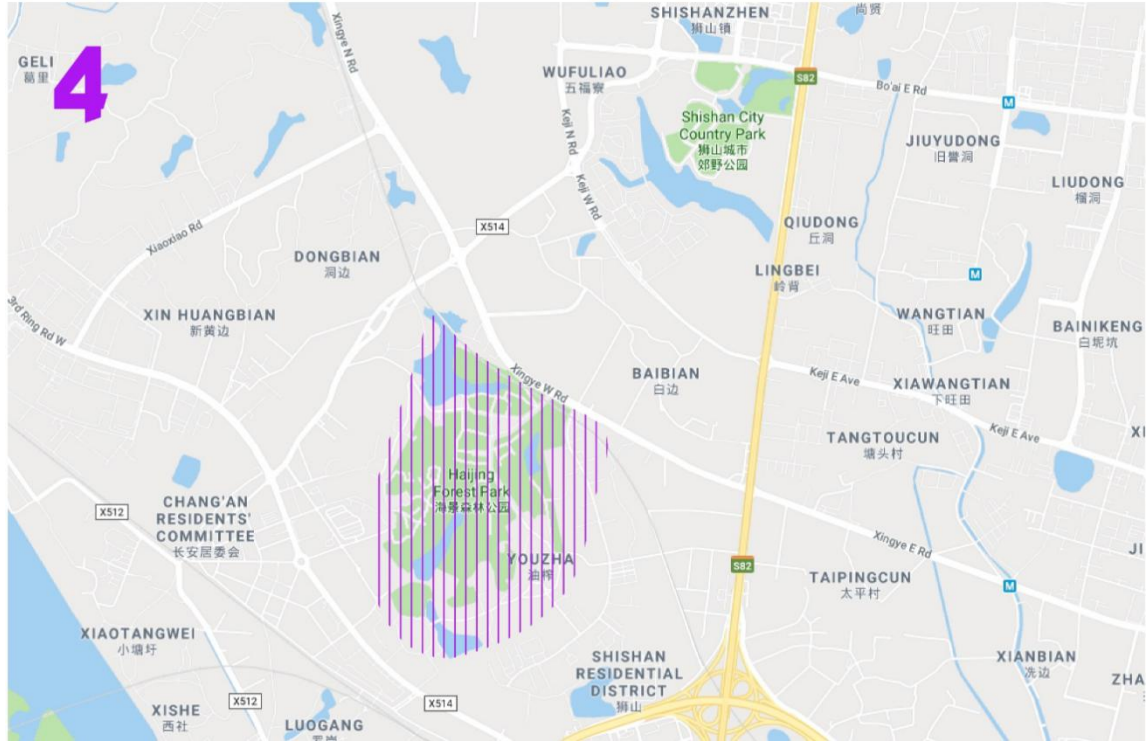 4
SHISHANZHEN
狮山镇
尚贤
GELI
葛里
Xingye N Rd
WUFULIAO
五福寮
S82
Bo'ai E Rd
M
Shishan City
Country Park
狮山城市
郊野公园
Keji N Rd
JIUYUDONG
旧誉洞
LIUDONG
榴洞
Keji W Rd
X514
QIUDONG
丘洞
Xiaoxiao Rd
DONGBIAN
洞边
LINGBEI
岭背
M
3rd Ring Rd W
XIN HUANGBIAN
新黄边
WANGTIAN
旺田
BAINIKENG
白坭坑
Xingye W Rd
BAIBIAN
白边
Keji E Ave
XIAWANGTIAN
下旺田
Keji E Ave
XI
TANGTOUCUN
塘头村
Haijing
Forest Park
海景森林公园
X512
CHANG'AN
RESIDENTS'
COMMITTEE
长安居委会
YOUZHA
油榨
S82
Xingye E Rd
JI
TAIPINGCUN
太平村
M
XIAOTANGWEI
小塘圩
SHISHAN
RESIDENTIAL
DISTRICT
狮山
XIANBIAN
冼边
ZHA
X512
X514
XISHE
西社
LUOGANG